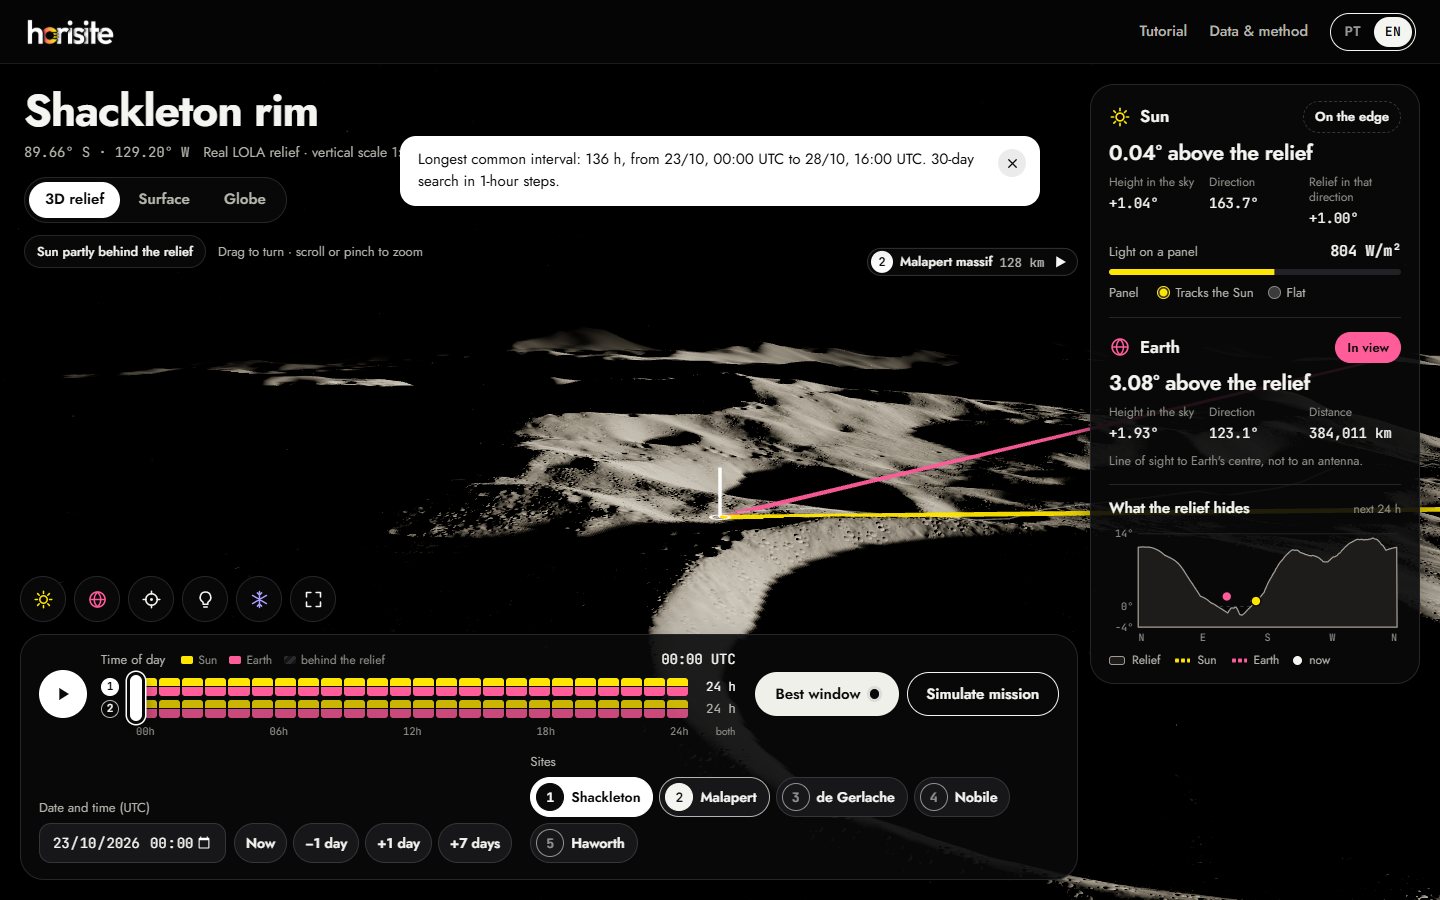 horisite
Tutorial
Data & method
PT
EN
Shackleton rim
89.66° S · 129.20° W Real LOLA relief · vertical scale
Longest common interval: 136 h, from 23/10, 00:00 UTC to 28/10, 16:00 UTC. 30-day
search in 1-hour steps.
3D relief
Surface
Globe
Sun partly behind the relief
Drag to turn · scroll or pinch to zoom
2 Malapert massif 128 km
Sun
On the edge
0.04° above the relief
Height in the sky
Direction
Relief in that
direction
+1.04°
163.7°
+1.00°
Light on a panel
804 W/m²
Panel
Tracks the Sun
Flat
Earth
In view
3.08° above the relief
Height in the sky
Direction
Distance
+1.93°
123.1°
384,011 km
Line of sight to Earth's centre, not to an antenna.
What the relief hides
next 24 h
14°
0°
-4°
N E S W N
Relief
Sun
Earth
now
Time of day
Sun
Earth
behind the relief
00:00 UTC
1
24 h
2
24 h
00h 06h 12h 18h 24h both
Best window
Simulate mission
Date and time (UTC)
23/10/2026 00:00
Now
−1 day
+1 day
+7 days
Sites
1 Shackleton
2 Malapert
3 de Gerlache
4 Nobile
5 Haworth